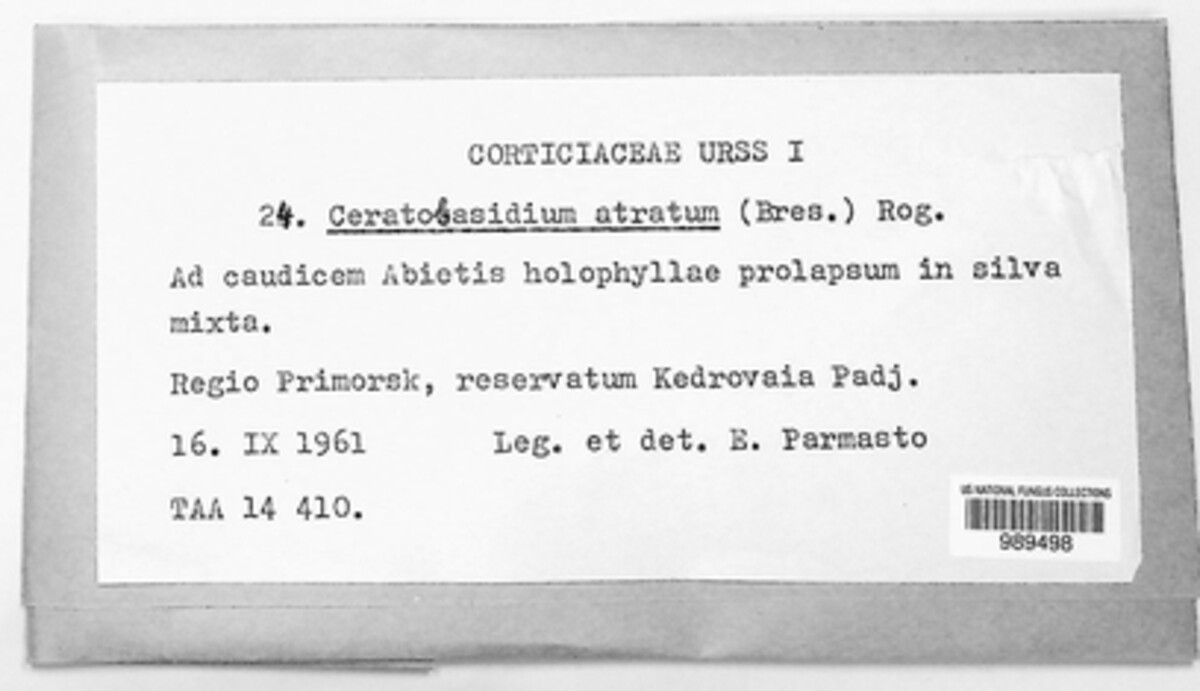 CORTICIACEAE URSS I
24. Ceratobasidium atratum (Bres.) Rog.
Ad caudicem Abietis holophyllae prolapsum in silva
mixta.
Regio Primorsk, reservatum Kedrovaia Padj.
16. IX 1961 Leg. et det. E. Parmasto
TAA 14 410.
US NATIONAL FUNGUS COLLECTIONS
989498